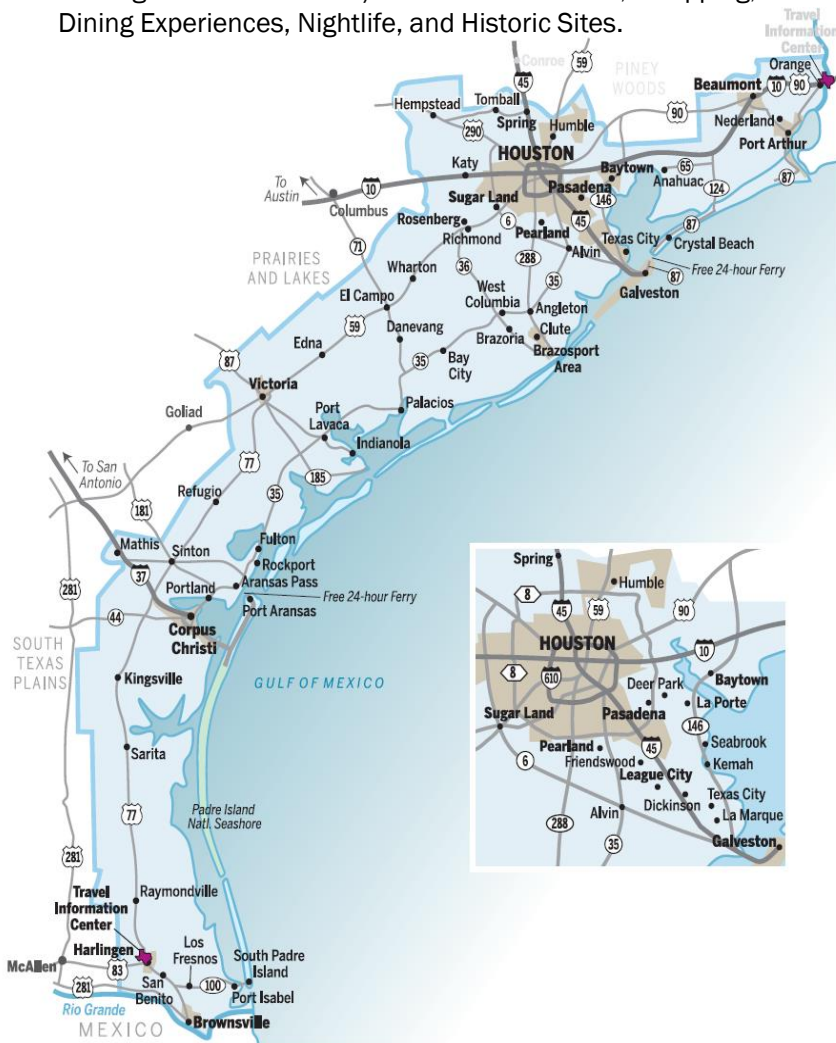 Dining Experiences, Nightlife, and Historic Sites.
Travel
Information
Center
Orange
Conroe
59
45
PINEY
WOODS
Beaumont
10
90
Hempstead
Tomball
Spring
Humble
90
Nederland
Port Arthur
290
HOUSTON
Katy
Baytown
65
Anahuac
87
To
Austin
10
Columbus
Sugar Land
Pasadena
146
124
Rosenberg
Richmond
6
Pearland
45
Texas City
87
Crystal Beach
71
PRAIRIES
AND LAKES
Wharton
36
288
Alvin
Free 24-hour Ferry
87
Galveston
El Campo
West
Columbia
35
Angleton
59
Danevang
Brazoria
Clute
Brazosport
Area
Edna
35
Bay
City
87
Victoria
Goliad
Port
Lavaca
Palacios
Indianola
To San
Antonio
77
185
Refugio
35
181
Mathis
Sinton
Fulton
Rockport
37
281
Portland
Aransas Pass
Free 24-hour Ferry
Port Aransas
44
Corpus
Christi
SOUTH
TEXAS
PLAINS
Kingsville
GULF OF MEXICO
Sarita
Padre Island
Natl. Seashore
77
281
Raymondville
Travel
Information
Center
Harlingen
Los
Fresnos
South Padre
Island
McAllen
83
San
Benito
100
Port Isabel
281
Rio Grande
MEXICO
Brownsville
Spring
Humble
8
45
59
90
HOUSTON
10
8
610
Baytown
Deer Park
La Porte
Pasadena
Sugar Land
146
Pearland
45
Seabrook
6
Friendswood
Kemah
League City
Texas City
Alvin
Dickinson
La Marque
288
Galveston
35